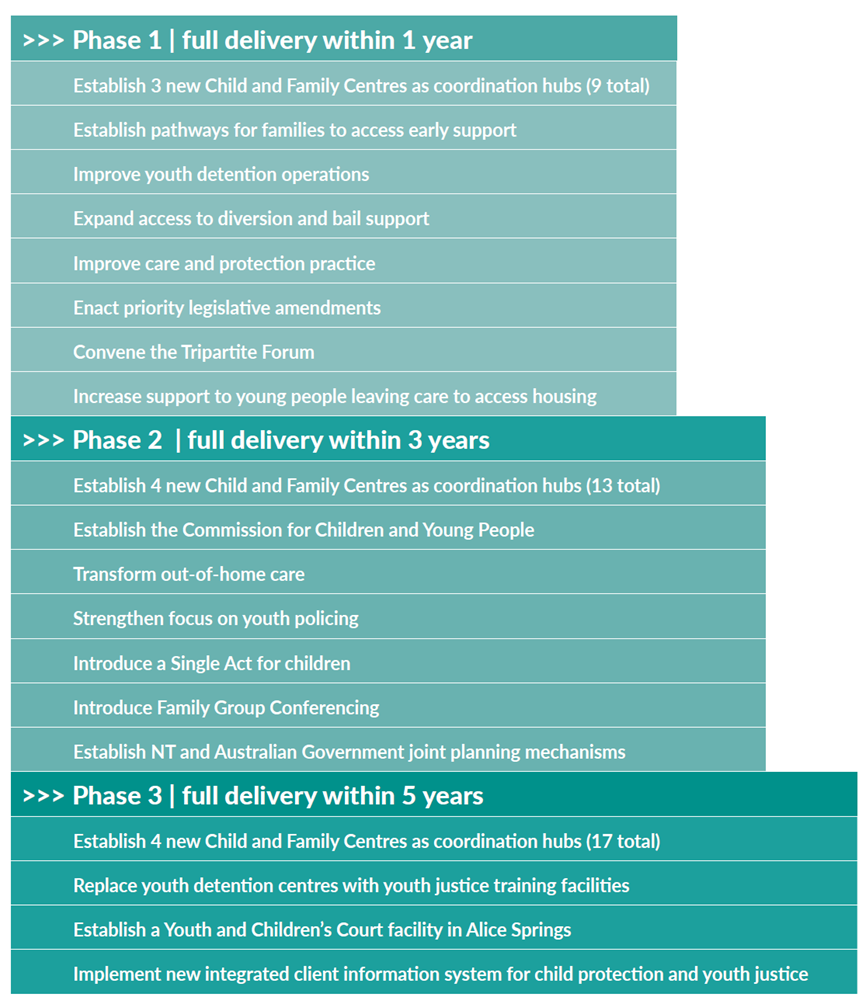 >>> Phase 1 | full delivery within 1 year
Establish 3 new Child and Family Centres as coordination hubs (9 total)
Establish pathways for families to access early support
Improve youth detention operations
Expand access to diversion and bail support
Improve care and protection practice
Enact priority legislative amendments
Convene the Tripartite Forum
Increase support to young people leaving care to access housing
>>> Phase 2 | full delivery within 3 years
Establish 4 new Child and Family Centres as coordination hubs (13 total)
Establish the Commission for Children and Young People
Transform out-of-home care
Strengthen focus on youth policing
Introduce a Single Act for children
Introduce Family Group Conferencing
Establish NT and Australian Government joint planning mechanisms
>>> Phase 3 | full delivery within 5 years
Establish 4 new Child and Family Centres as coordination hubs (17 total)
Replace youth detention centres with youth justice training facilities
Establish a Youth and Children’s Court facility in Alice Springs
Implement new integrated client information system for child protection and youth justice